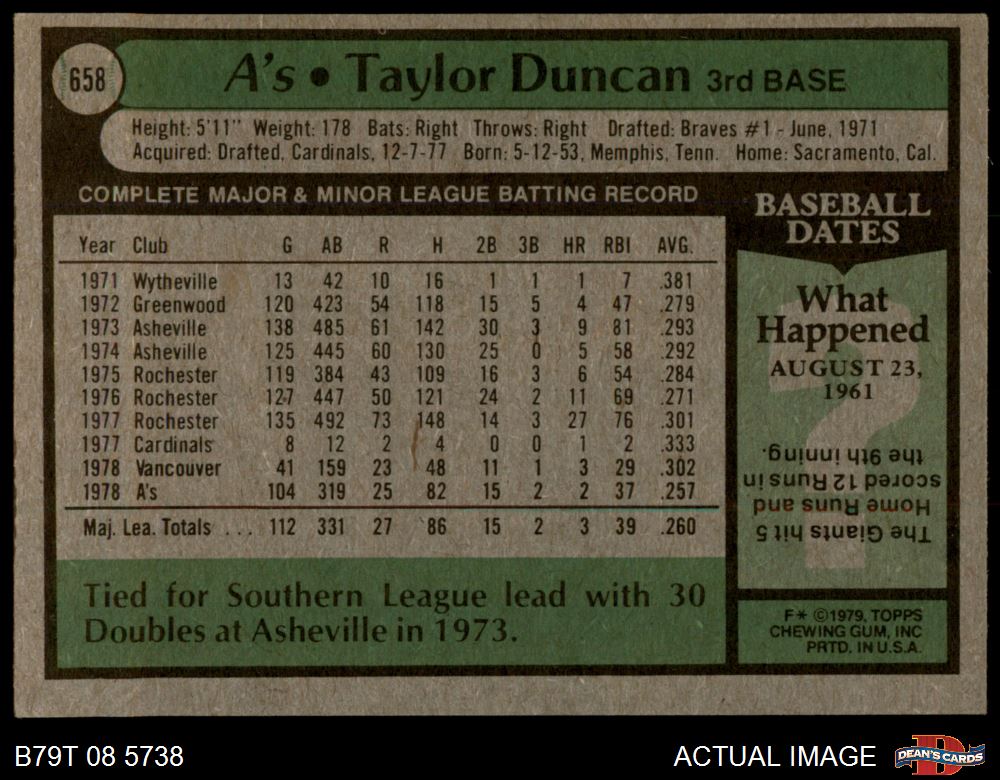 658
A's • Taylor Duncan 3rd BASE
Height: 5'11" Weight: 178 Bats: Right Throws: Right Drafted: Braves #1 - June, 1971
Acquired: Drafted, Cardinals, 12-7-77 Born: 5-12-53, Memphis, Tenn. Home: Sacramento, Cal.
COMPLETE MAJOR & MINOR LEAGUE BATTING RECORD
Year Club G AB R H 2B 3B HR RBI AVG.
1971 Wytheville 13 42 10 16 1 1 1 7 .381
1972 Greenwood 120 423 54 118 15 5 4 47 .279
1973 Asheville 138 485 61 142 30 3 9 81 .293
1974 Asheville 125 445 60 130 25 0 5 58 .292
1975 Rochester 119 384 43 109 16 3 6 54 .284
1976 Rochester 127 447 50 121 24 2 11 69 .271
1977 Rochester 135 492 73 148 14 3 27 76 .301
1977 Cardinals 8 12 2 4 0 0 1 2 .333
1978 Vancouver 41 159 23 48 11 1 3 29 .302
1978 A's 104 319 25 82 15 2 2 37 .257
Maj. Lea. Totals . . . 112 331 27 86 15 2 3 39 .260
Tied for Southern League lead with 30
Doubles at Asheville in 1973.
BASEBALL
DATES
What
Happened
AUGUST 23,
1961
The Giants hit 5
Home Runs and
scored 12 Runs in
the 9th inning.
F* ©1979, TOPPS
CHEWING GUM, INC
PRTD. IN U.S.A.
B79T 08 5738
ACTUAL IMAGE
DEAN'S CARDS